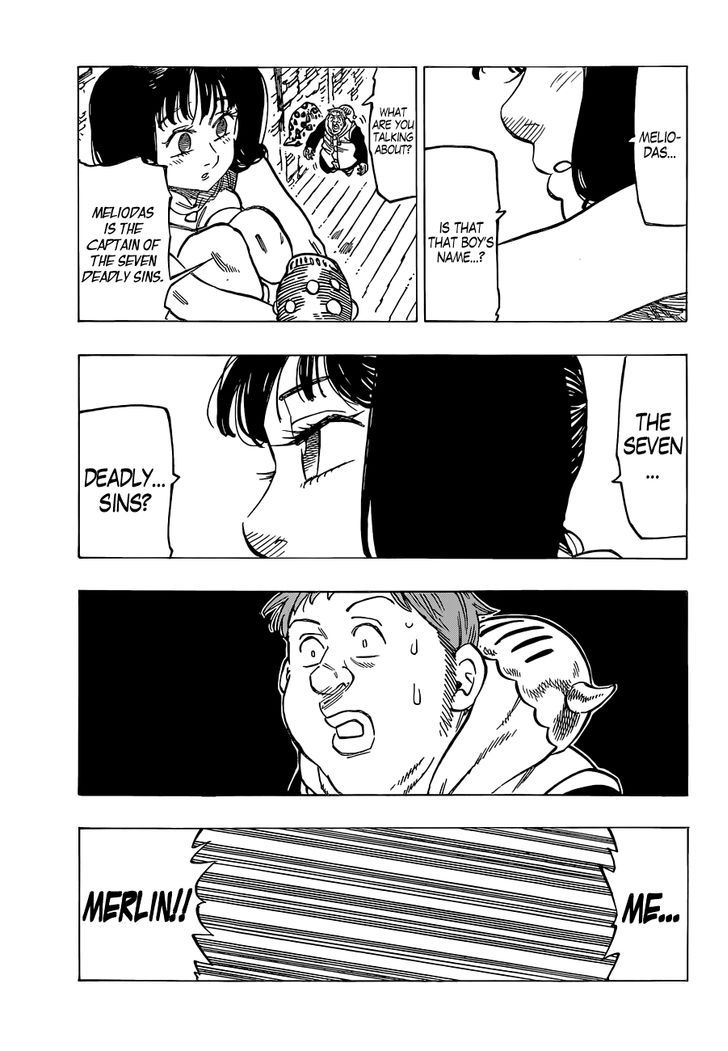 MELIO-
DAS...
IS THAT
THAT BOY'S
NAME...?
WHAT
ARE YOU
TALKING
ABOUT?
MELIODAS
IS THE
CAPTAIN OF
THE SEVEN
DEADLY SINS.
THE
SEVEN
...
DEADLY...
SINS?
ME...
MERLIN!!